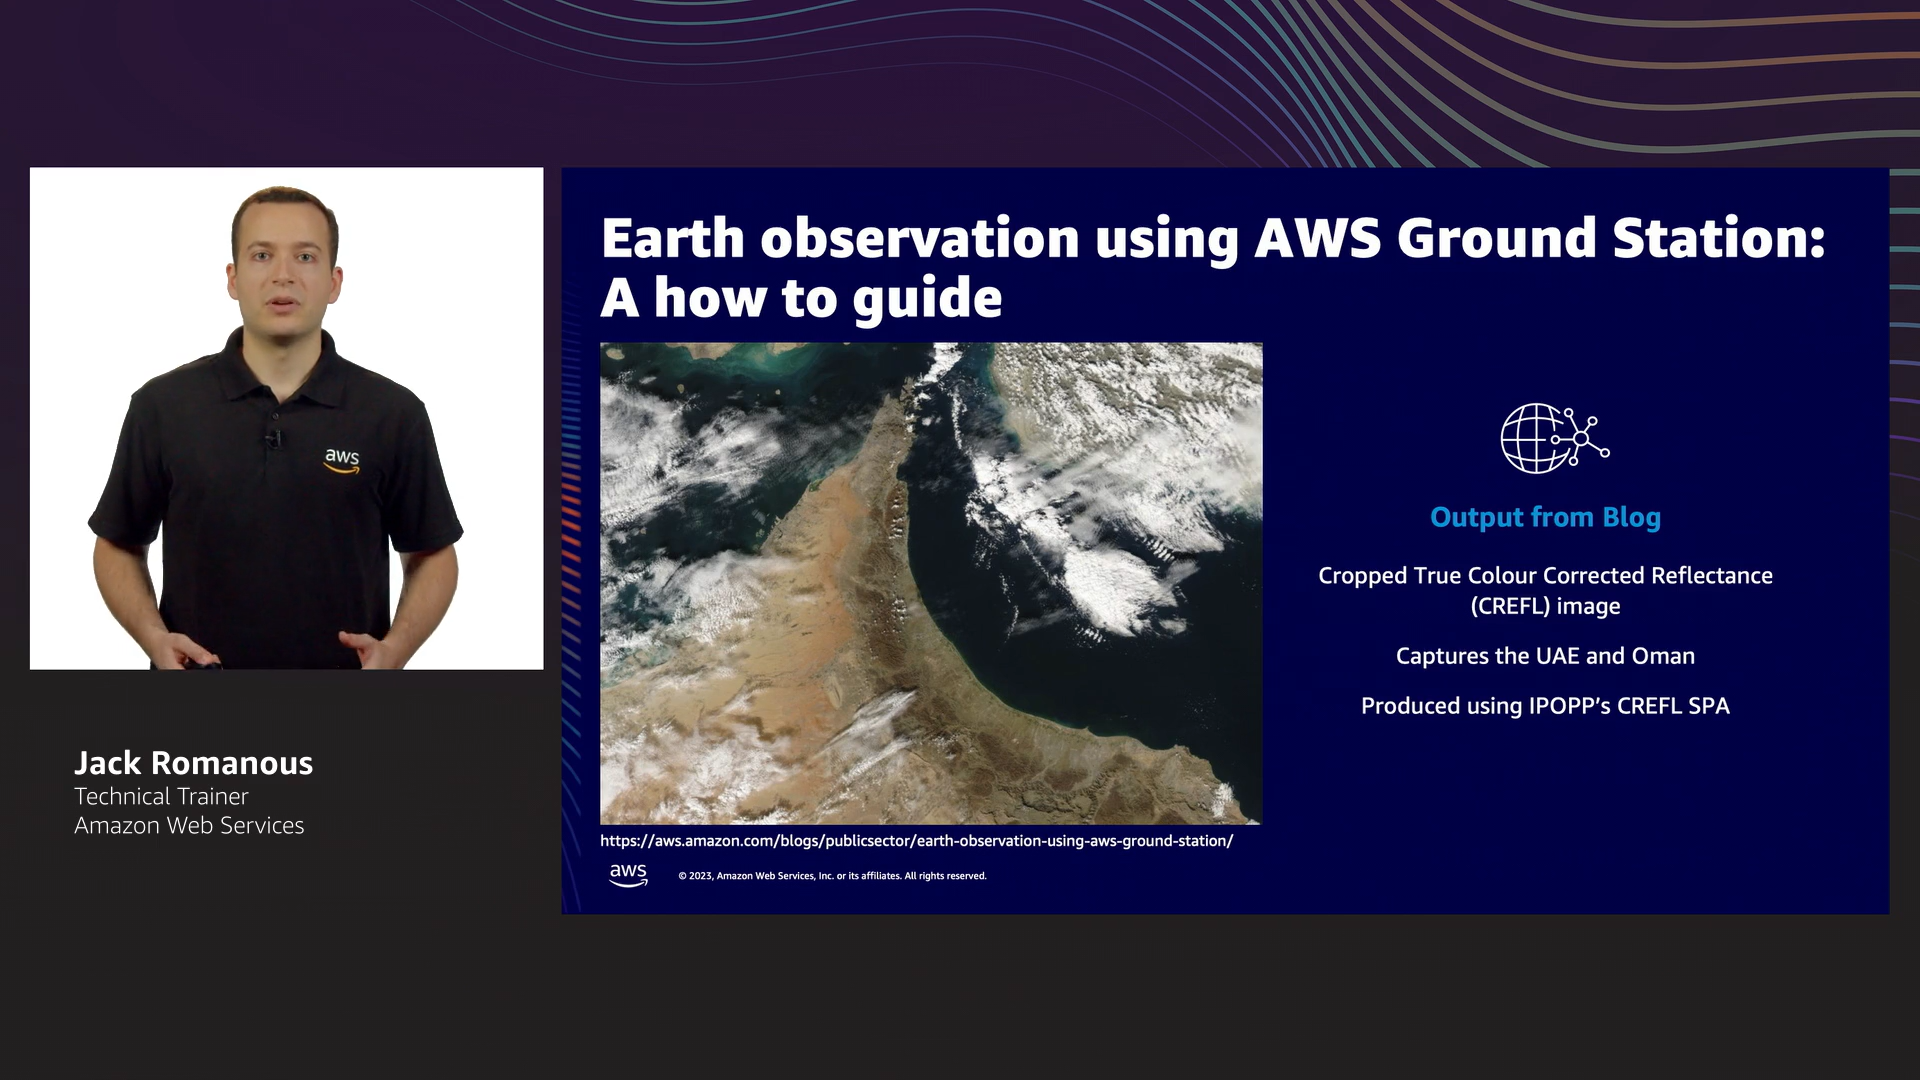 Earth observation using AWS Ground Station:
A how to guide
aws
Output from Blog
Cropped True Colour Corrected Reflectance
(CREFL) image
Captures the UAE and Oman
Produced using IPOPP’s CREFL SPA
Jack Romanous
Technical Trainer
Amazon Web Services
https://aws.amazon.com/blogs/publicsector/earth-observation-using-aws-ground-station/
aws
© 2023, Amazon Web Services, Inc. or its affiliates. All rights reserved.